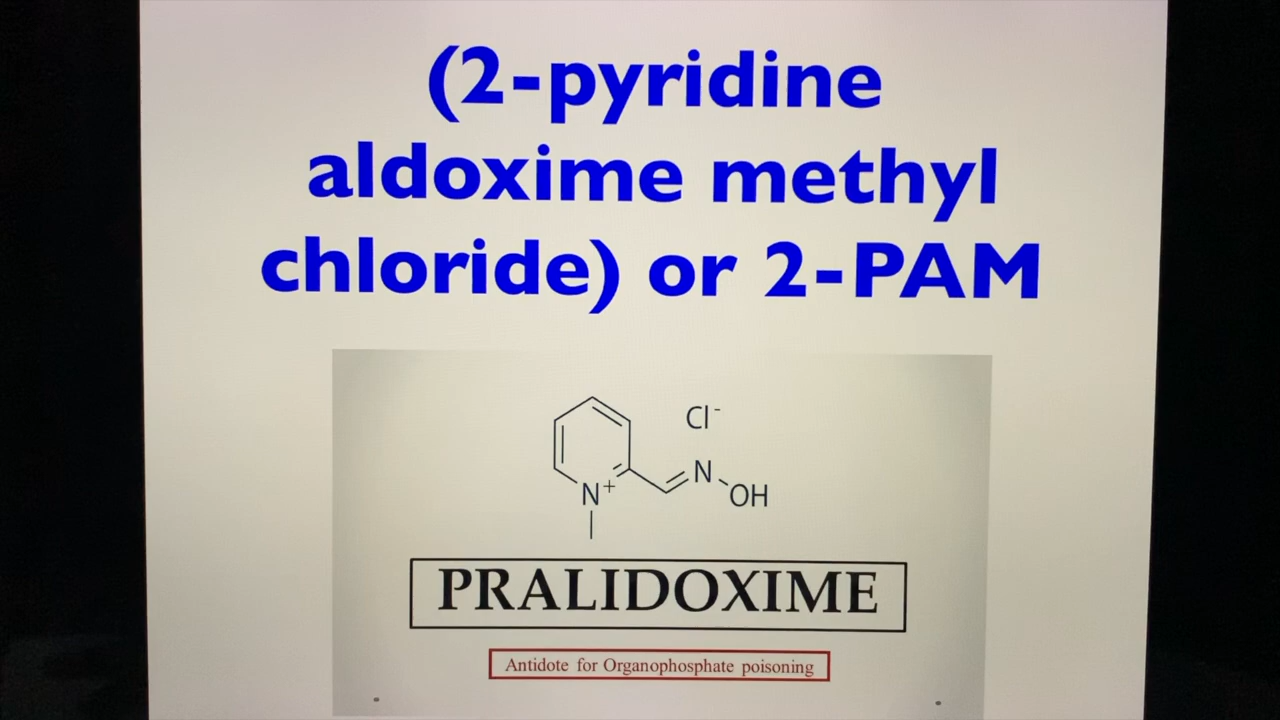 (2-pyridine
aldoxime methyl
chloride) or 2-PAM
Cl⁻
N
N⁺
OH
PRALIDOXIME
Antidote for Organophosphate poisoning